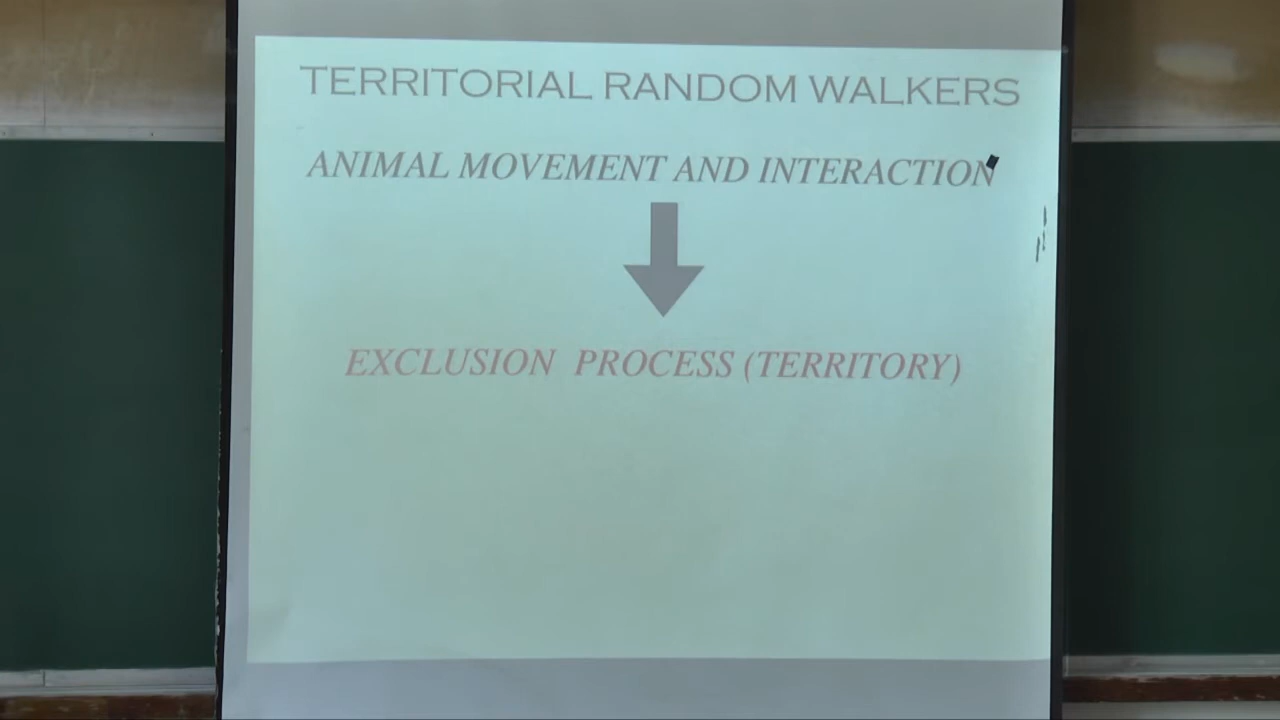 TERRITORIAL RANDOM WALKERS
ANIMAL MOVEMENT AND INTERACTION
EXCLUSION PROCESS (TERRITORY)